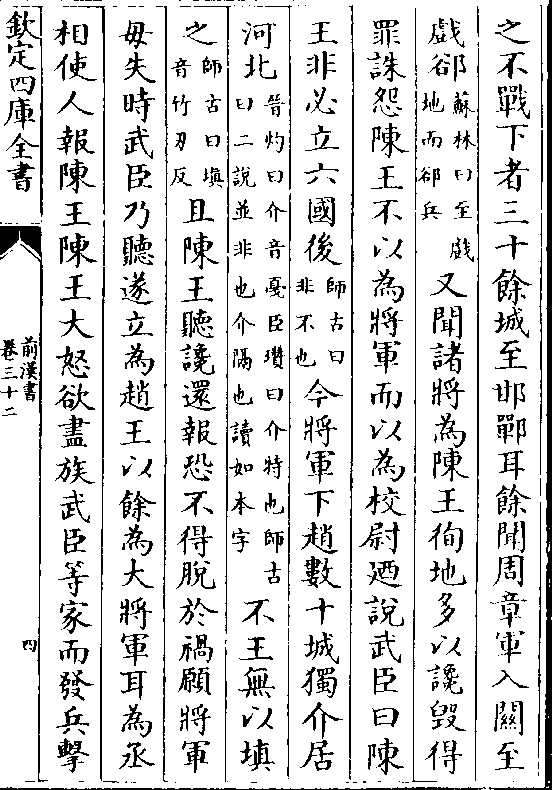 之不戰下者三十餘城至邯鄲耳餘聞周章軍入關至
戲郤蘇林曰至戲地而郤兵又聞諸將為陳王徇地多以讒毀得
罪誅怨陳王不以為將軍而以為校尉廼說武臣曰陳
王非必立六國後師古曰非不也今將軍下趙數十城獨介居
河北晉灼曰介音戛臣瓚曰介特也師古曰二說並非也介隔也讀如本字不王無以填
之師古曰填音竹刃反且陳王聽讒還報恐不得脫於禍願將軍
毋失時武臣乃聽遂立為趙王以餘為大將軍耳為丞
相使人報陳王陳王大怒欲盡族武臣等家而發兵擊
欽定四庫全書
前漢書
卷三十二
四